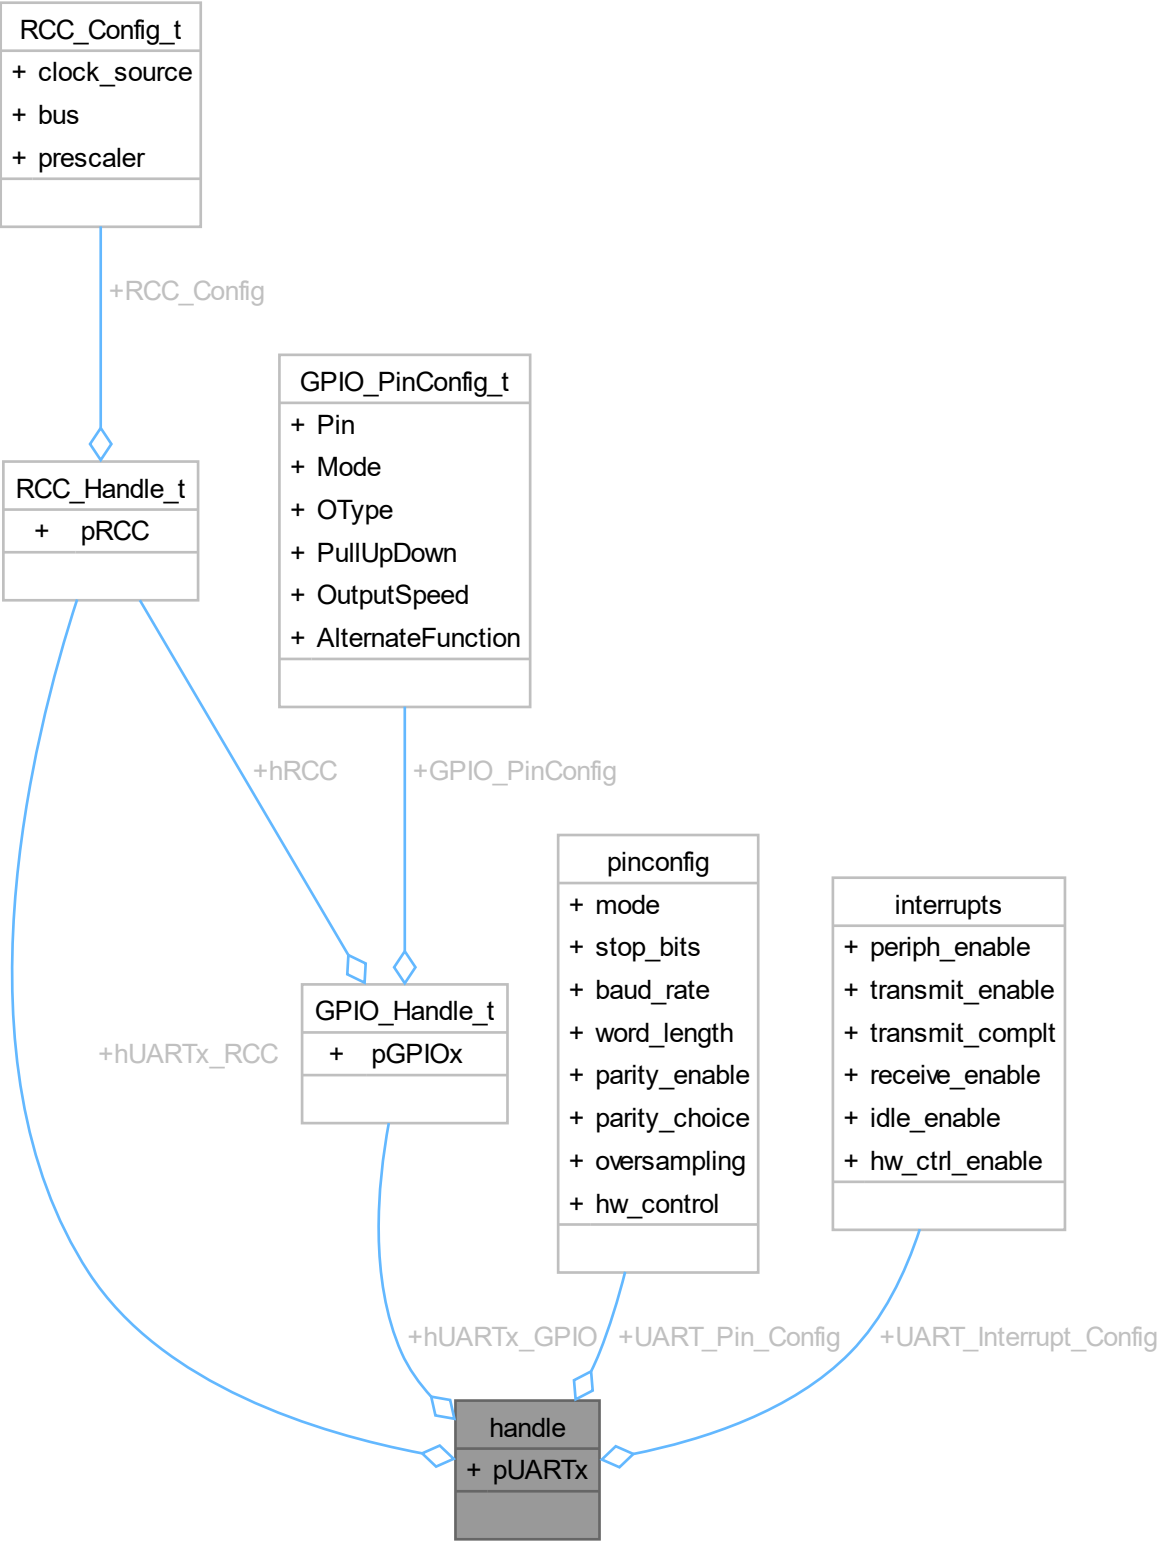 RCC_Config_t
+ clock_source
+ bus
+ prescaler
+RCC_Config
GPIO_PinConfig_t
+ Pin
+ Mode
+ OType
+ PullUpDown
+ OutputSpeed
+ AlternateFunction
RCC_Handle_t
+ pRCC
+hRCC
+GPIO_PinConfig
pinconfig
+ mode
+ stop_bits
+ baud_rate
+ word_length
+ parity_enable
+ parity_choice
+ oversampling
+ hw_control
interrupts
+ periph_enable
+ transmit_enable
+ transmit_complt
+ receive_enable
+ idle_enable
+ hw_ctrl_enable
GPIO_Handle_t
+ pGPIOx
+hUARTx_RCC
+hUARTx_GPIO
+UART_Pin_Config
+UART_Interrupt_Config
handle
+ pUARTx